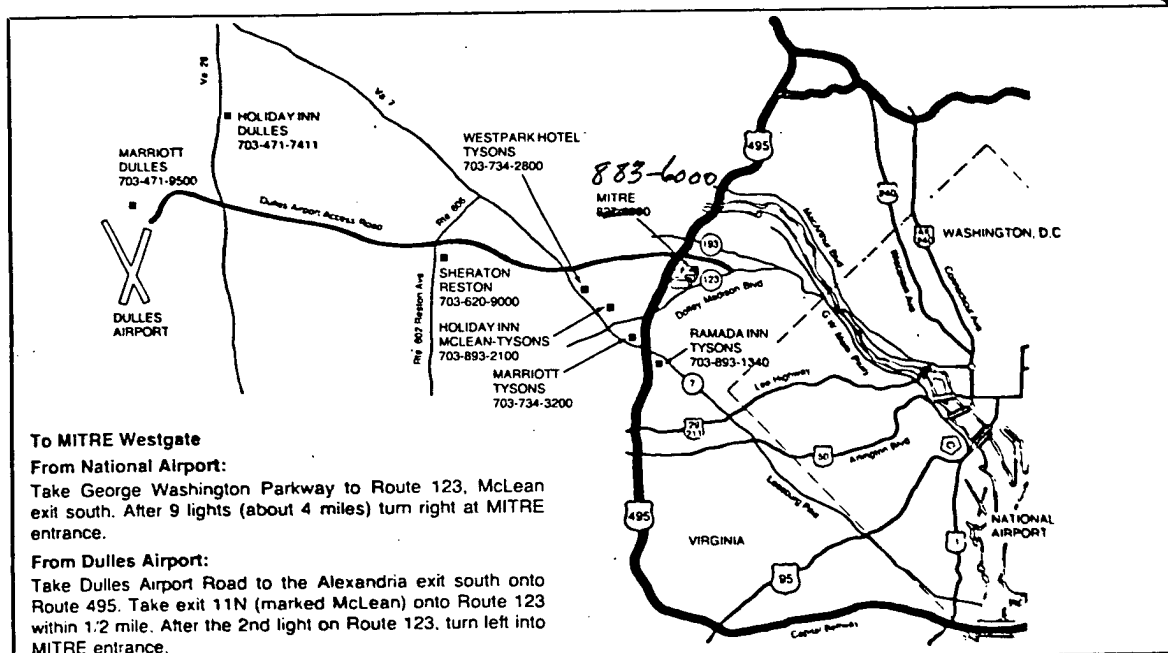 Va 28
Va 7
HOLIDAY INN
DULLES
703-471-7411
MARRIOTT
DULLES
703-471-9500
WESTPARK HOTEL
TYSONS
703-734-2800
883-6000
MITRE
495
Dulles Airport Access Road
Rte 606
193
123
Dolley Madison Blvd
MacArthur Blvd
240
WASHINGTON, D.C
Wisconsin Ave
Connecticut Ave
SHERATON
RESTON
703-620-9000
DULLES
AIRPORT
Rte 602 Reston Ave
HOLIDAY INN
MCLEAN-TYSONS
703-893-2100
MARRIOTT
TYSONS
703-734-3200
RAMADA INN
TYSONS
703-893-1340
7
Lee Highway
29
211
50
Arlington Blvd
Leesburg Pike
495
VIRGINIA
95
1
NATIONAL
AIRPORT
Capital Beltway
To MITRE Westgate
From National Airport:
Take George Washington Parkway to Route 123, McLean
exit south. After 9 lights (about 4 miles) turn right at MITRE
entrance.
From Dulles Airport:
Take Dulles Airport Road to the Alexandria exit south onto
Route 495. Take exit 11N (marked McLean) onto Route 123
within 1/2 mile. After the 2nd light on Route 123, turn left into
MITRE entrance.